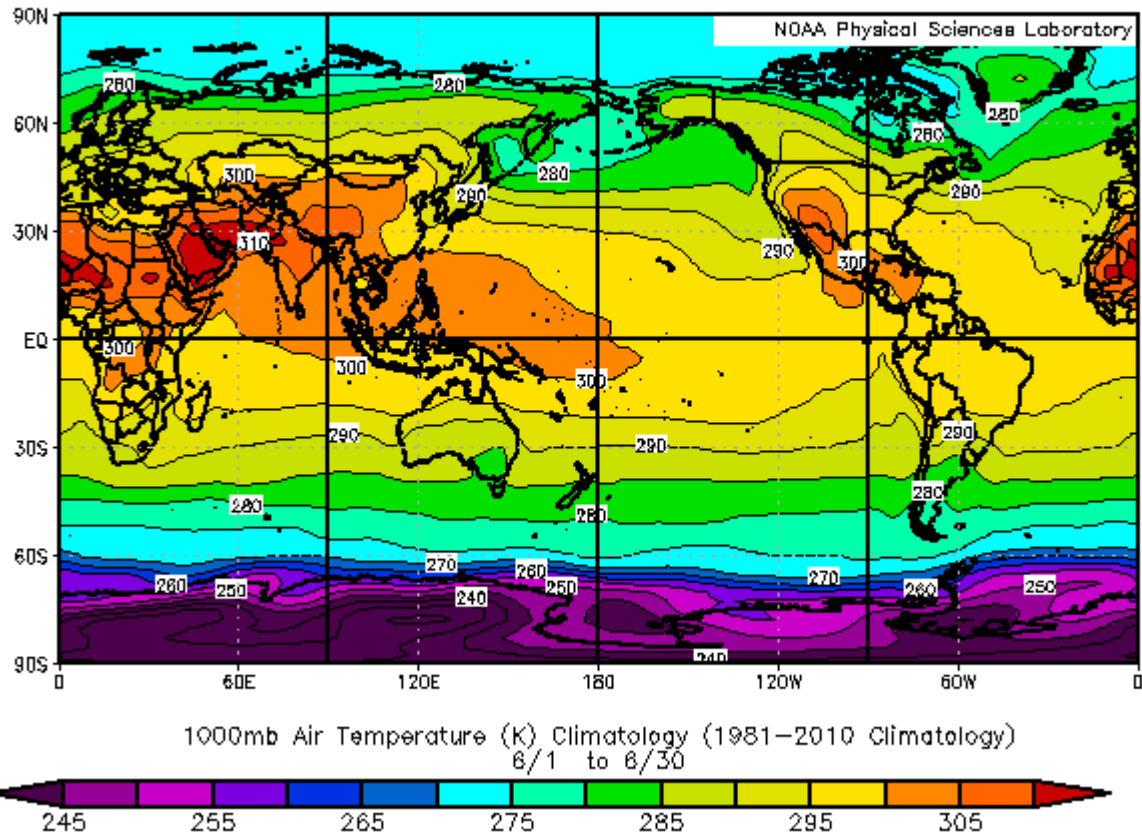 90N
NOAA Physical Sciences Laboratory
280 280 280 280
60N
280
300 280 290 290
30N
310 290 300
EQ
300 300 300
290 290 290
30S
280 280 280
60S
270 260 270
260 250 250 260 250
240
240
90S
0 60E 120E 180 120W 60W 0
1000mb Air Temperature (K) Climatology (1981-2010 Climatology)
6/1 to 6/30
245 255 265 275 285 295 305